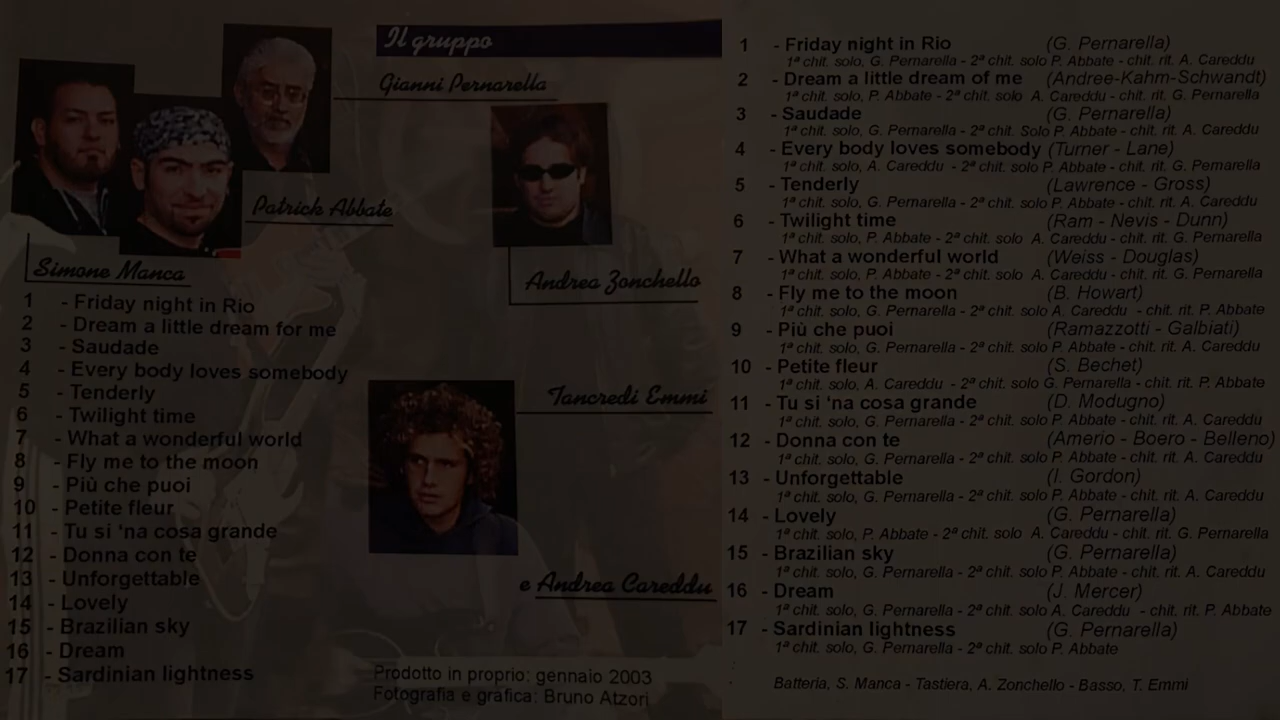 Il gruppo
Gianni Pernarella
Patrick Abbate
Simone Manca
Andrea Zonchello
Tancredi Emmi
e Andrea Careddu
1 - Friday night in Rio
2 - Dream a little dream for me
3 - Saudade
4 - Every body loves somebody
5 - Tenderly
6 - Twilight time
7 - What a wonderful world
8 - Fly me to the moon
9 - Più che puoi
10 - Petite fleur
11 - Tu si ‘na cosa grande
12 - Donna con te
13 - Unforgettable
14 - Lovely
15 - Brazilian sky
16 - Dream
17 - Sardinian lightness
Prodotto in proprio: gennaio 2003
Fotografia e grafica: Bruno Atzori
1 - Friday night in Rio (G. Pernarella)
1ª chit. solo, G. Pernarella - 2ª chit. solo P. Abbate - chit. rit. A. Careddu
2 - Dream a little dream of me (Andree-Kahm-Schwandt)
1ª chit. solo, P. Abbate - 2ª chit. solo A. Careddu - chit. rit. G. Pernarella
3 - Saudade (G. Pernarella)
1ª chit. solo, G. Pernarella - 2ª chit. Solo P. Abbate - chit. rit. A. Careddu
4 - Every body loves somebody (Turner - Lane)
1ª chit. solo, A. Careddu - 2ª chit. solo P. Abbate - chit. rit. G. Pernarella
5 - Tenderly (Lawrence - Gross)
1ª chit. solo, G. Pernarella - 2ª chit. solo P. Abbate - chit. rit. A. Careddu
6 - Twilight time (Ram - Nevis - Dunn)
1ª chit. solo, P. Abbate - 2ª chit. solo A. Careddu - chit. rit. G. Pernarella
7 - What a wonderful world (Weiss - Douglas)
1ª chit. solo, P. Abbate - 2ª chit. solo A. Careddu - chit. rit. G. Pernarella
8 - Fly me to the moon (B. Howart)
1ª chit. solo, G. Pernarella - 2ª chit. solo A. Careddu - chit. rit. P. Abbate
9 - Più che puoi (Ramazzotti - Galbiati)
1ª chit. solo, G. Pernarella - 2ª chit. solo P. Abbate - chit. rit. A. Careddu
10 - Petite fleur (S. Bechet)
1ª chit. solo, A. Careddu - 2ª chit. solo G. Pernarella - chit. rit. P. Abbate
11 - Tu si ‘na cosa grande (D. Modugno)
1ª chit. solo, G. Pernarella - 2ª chit. solo P. Abbate - chit. rit. A. Careddu
12 - Donna con te (Amerio - Boero - Belleno)
1ª chit. solo, G. Pernarella - 2ª chit. solo P. Abbate - chit. rit. A. Careddu
13 - Unforgettable (I. Gordon)
1ª chit. solo, G. Pernarella - 2ª chit. solo P. Abbate - chit. rit. A. Careddu
14 - Lovely (G. Pernarella)
1ª chit. solo, P. Abbate - 2ª chit. solo A. Careddu - chit. rit. G. Pernarella
15 - Brazilian sky (G. Pernarella)
1ª chit. solo, G. Pernarella - 2ª chit. solo P. Abbate - chit. rit. A. Careddu
16 - Dream (J. Mercer)
1ª chit. solo, G. Pernarella - 2ª chit. solo A. Careddu - chit. rit. P. Abbate
17 - Sardinian lightness (G. Pernarella)
1ª chit. solo, G. Pernarella - 2ª chit. solo P. Abbate
Batteria, S. Manca - Tastiera, A. Zonchello - Basso, T. Emmi